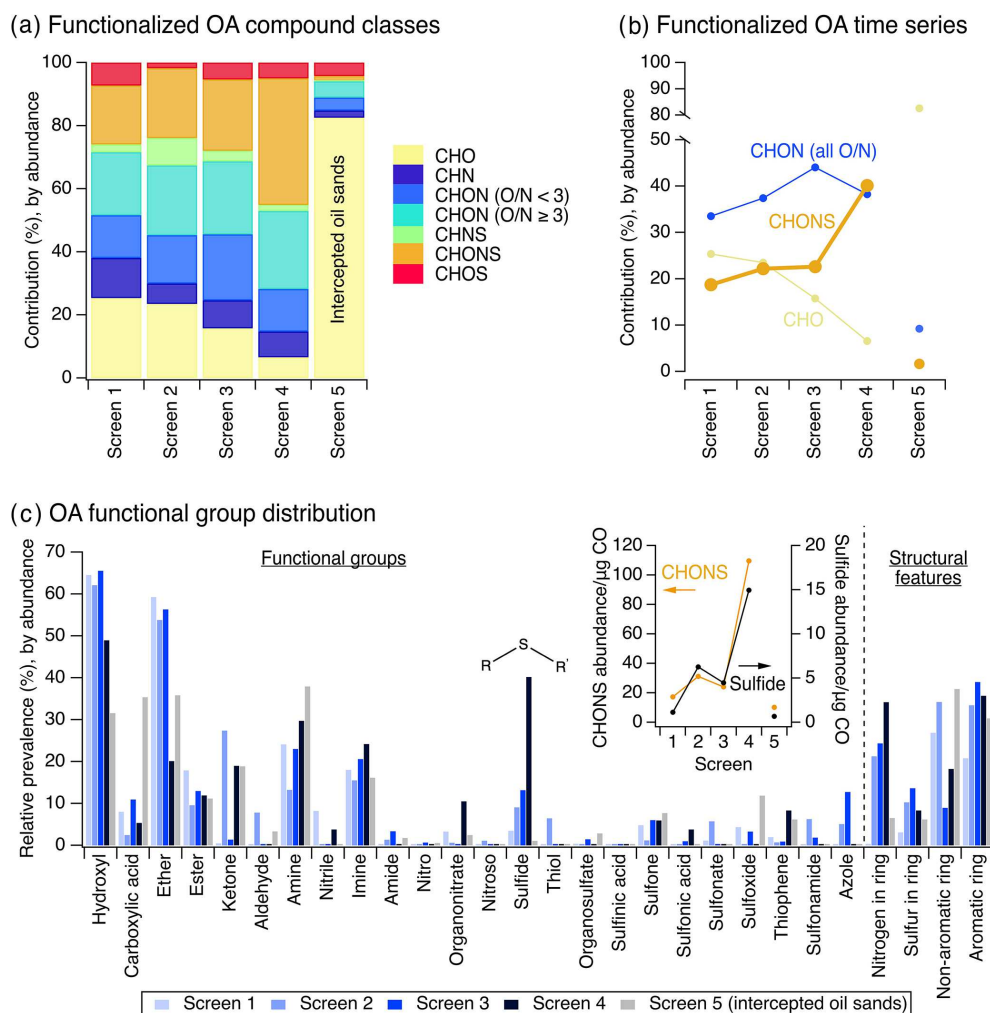 (a) Functionalized OA compound classes
Contribution (%), by abundance
100
80
60
40
20
0
Intercepted oil sands
Screen 1
Screen 2
Screen 3
Screen 4
Screen 5
CHO
CHN
CHON (O/N < 3)
CHON (O/N ≥ 3)
CHNS
CHONS
CHOS
(b) Functionalized OA time series
Contribution (%), by abundance
100
80
80
50
40
30
20
10
0
CHON (all O/N)
CHONS
CHO
Screen 1
Screen 2
Screen 3
Screen 4
Screen 5
(c) OA functional group distribution
Relative prevalence (%), by abundance
70
60
50
40
30
20
10
0
Functional groups
R
S
R'
CHONS abundance/μg CO
120
100
80
60
40
20
0
CHONS
Sulfide
20
15
10
5
0
Sulfide abundance/μg CO
1 2 3 4 5
Screen
Structural
features
Hydroxyl
Carboxylic acid
Ether
Ester
Ketone
Aldehyde
Amine
Nitrile
Imine
Amide
Nitro
Organonitrate
Nitroso
Sulfide
Thiol
Organosulfate
Sulfinic acid
Sulfone
Sulfonic acid
Sulfonate
Sulfoxide
Thiophene
Sulfonamide
Azole
Nitrogen in ring
Sulfur in ring
Non-aromatic ring
Aromatic ring
Screen 1 Screen 2 Screen 3 Screen 4 Screen 5 (intercepted oil sands)